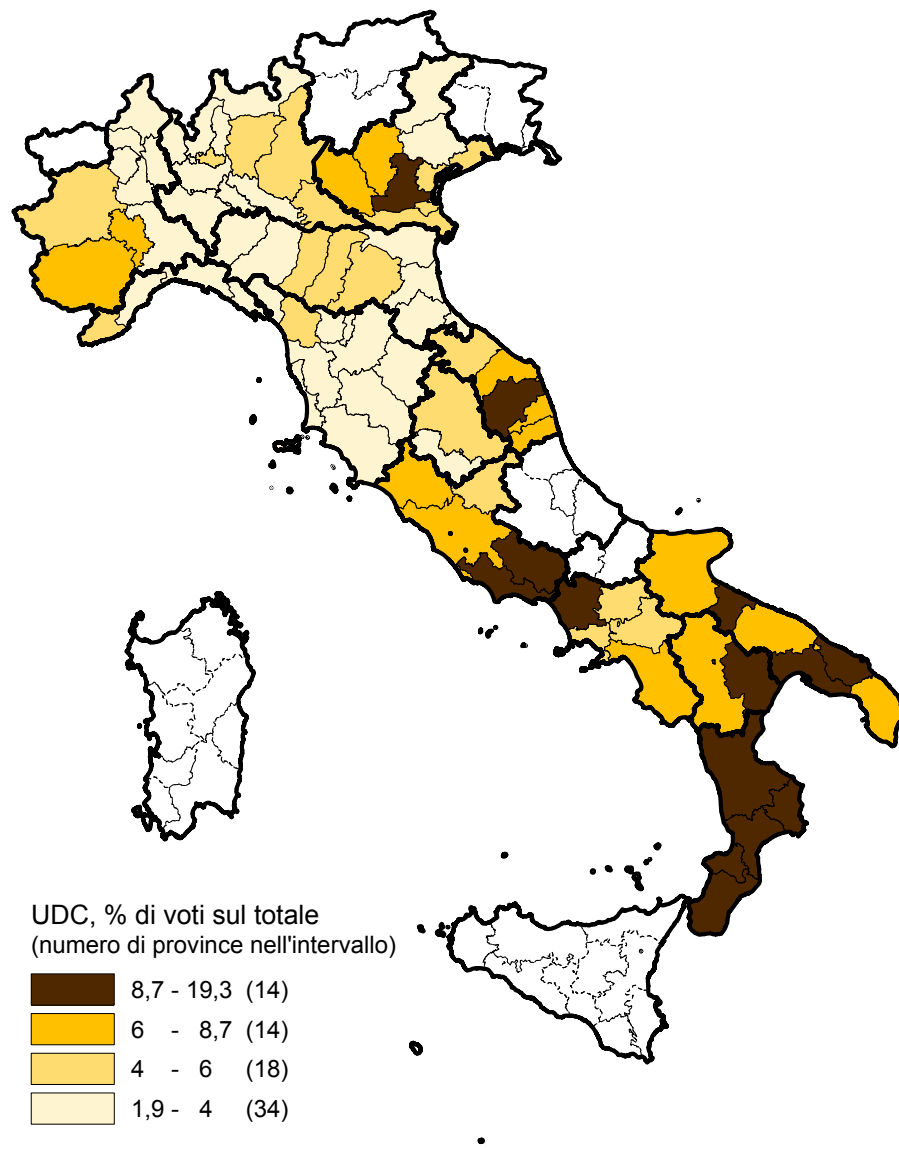 UDC, % di voti sul totale
(numero di province nell'intervallo)
8,7 - 19,3 (14)
6 - 8,7 (14)
4 - 6 (18)
1,9 - 4 (34)